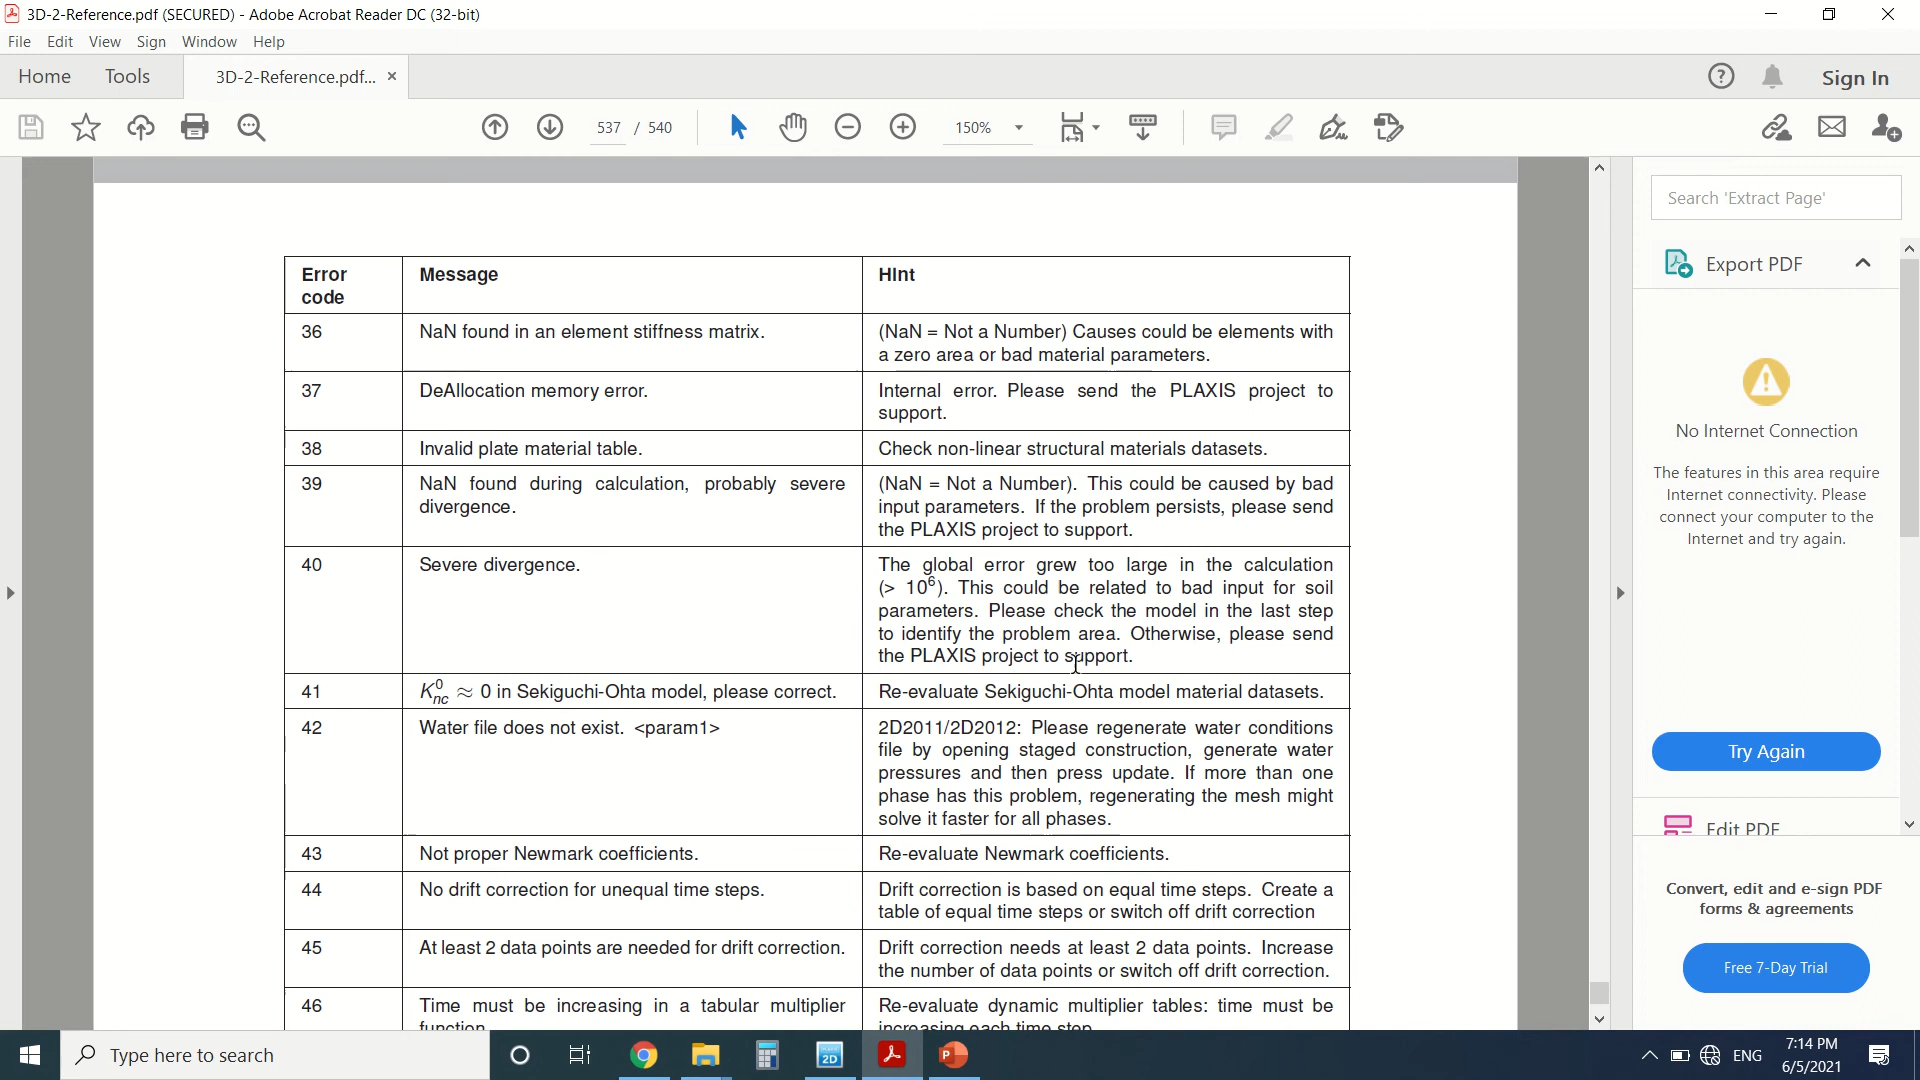 3D-2-Reference.pdf (SECURED) - Adobe Acrobat Reader DC (32-bit)
File Edit View Sign Window Help
Home Tools 3D-2-Reference.pdf... × Sign In
537 / 540 150%
Search 'Extract Page'
Export PDF
No Internet Connection
The features in this area require
Internet connectivity. Please
connect your computer to the
Internet and try again.
Try Again
Edit PDF
Convert, edit and e-sign PDF
forms & agreements
Free 7-Day Trial
Error code Message HInt
36 NaN found in an element stiffness matrix. (NaN = Not a Number) Causes could be elements with
a zero area or bad material parameters.
37 DeAllocation memory error. Internal error. Please send the PLAXIS project to
support.
38 Invalid plate material table. Check non-linear structural materials datasets.
39 NaN found during calculation, probably severe
divergence.
(NaN = Not a Number). This could be caused by bad
input parameters. If the problem persists, please send
the PLAXIS project to support.
40 Severe divergence. The global error grew too large in the calculation
(> 10⁶). This could be related to bad input for soil
parameters. Please check the model in the last step
to identify the problem area. Otherwise, please send
the PLAXIS project to support.
41 K⁰nc ≈ 0 in Sekiguchi-Ohta model, please correct. Re-evaluate Sekiguchi-Ohta model material datasets.
42 Water file does not exist. <param1> 2D2011/2D2012: Please regenerate water conditions
file by opening staged construction, generate water
pressures and then press update. If more than one
phase has this problem, regenerating the mesh might
solve it faster for all phases.
43 Not proper Newmark coefficients. Re-evaluate Newmark coefficients.
44 No drift correction for unequal time steps. Drift correction is based on equal time steps. Create a
table of equal time steps or switch off drift correction
45 At least 2 data points are needed for drift correction. Drift correction needs at least 2 data points. Increase
the number of data points or switch off drift correction.
46 Time must be increasing in a tabular multiplier
function
Re-evaluate dynamic multiplier tables: time must be
increasing each time step
Type here to search
2D
ENG
7:14 PM
6/5/2021